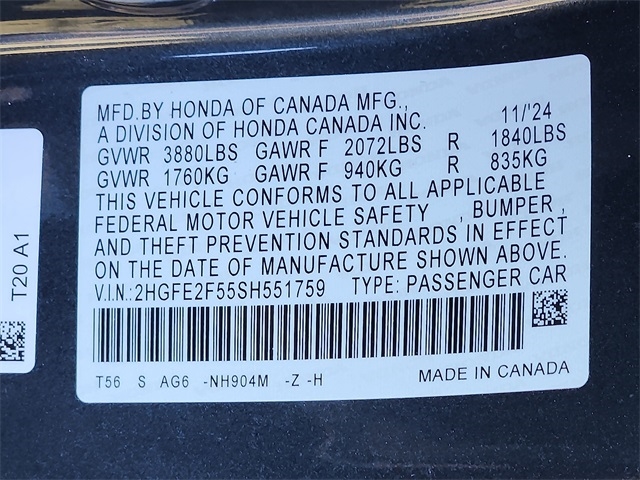 MFD.BY HONDA OF CANADA MFG.,
A DIVISION OF HONDA CANADA INC. 11/'24
GVWR 3880LBS GAWR F 2072LBS R 1840LBS
GVWR 1760KG GAWR F 940KG R 835KG
THIS VEHICLE CONFORMS TO ALL APPLICABLE
FEDERAL MOTOR VEHICLE SAFETY , BUMPER ,
AND THEFT PREVENTION STANDARDS IN EFFECT
ON THE DATE OF MANUFACTURE SHOWN ABOVE.
V.I.N.:2HGFE2F55SH551759 TYPE: PASSENGER CAR
T56 S AG6 -NH904M -Z -H MADE IN CANADA
T20 A1